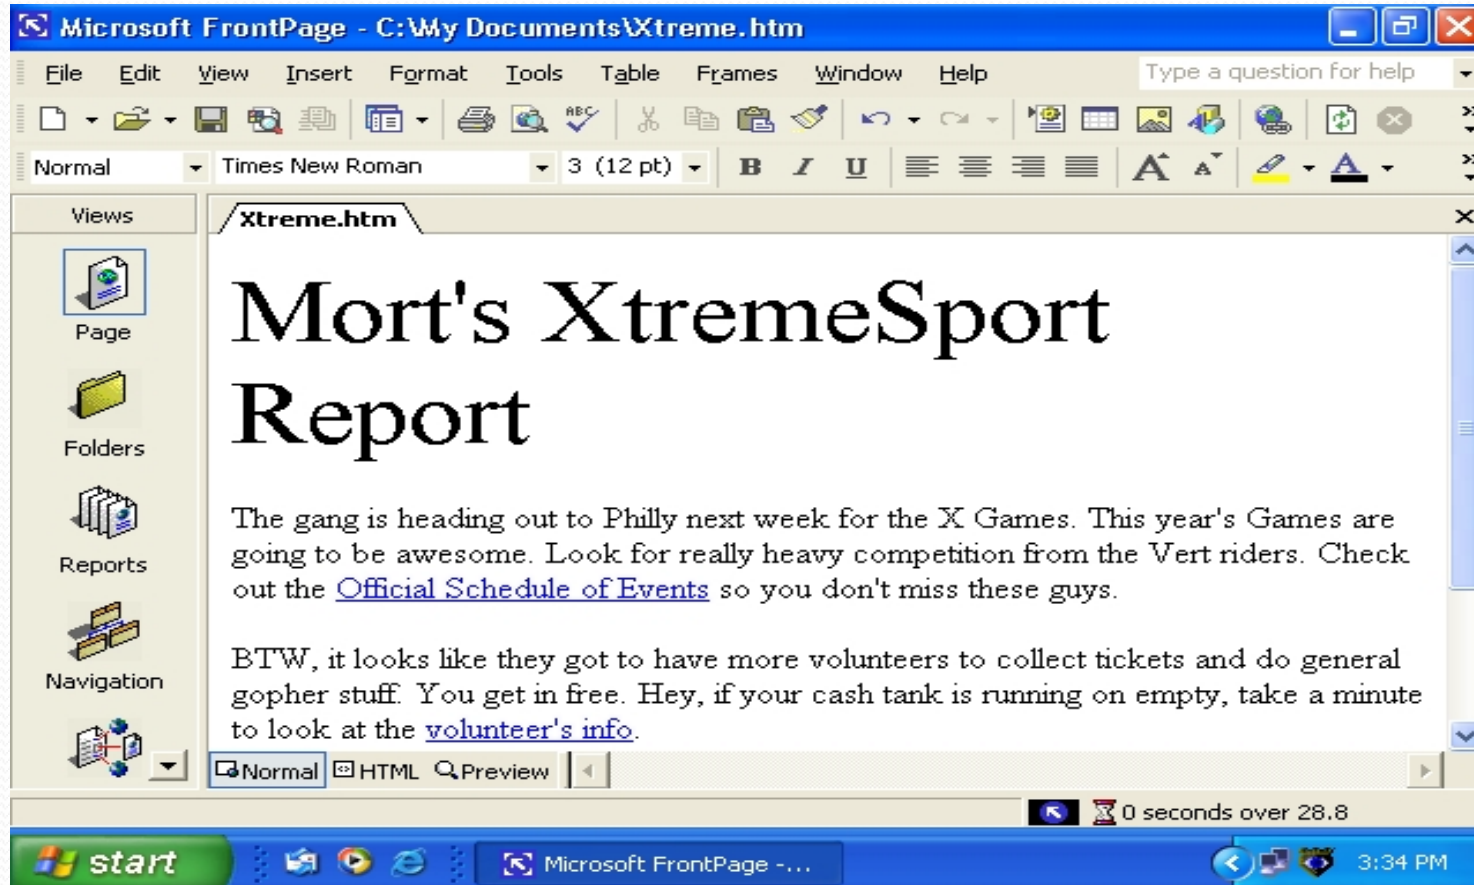 Microsoft FrontPage - C:\My Documents\Xtreme.htm
File Edit View Insert Format Tools Table Frames Window Help Type a question for help
Normal Times New Roman 3 (12 pt) B I U A A A
Views Xtreme.htm
Mort's XtremeSport
Report
Page
Folders
Reports
Navigation
The gang is heading out to Philly next week for the X Games. This year's Games are
going to be awesome. Look for really heavy competition from the Vert riders. Check
out the Official Schedule of Events so you don't miss these guys.
BTW, it looks like they got to have more volunteers to collect tickets and do general
gopher stuff. You get in free. Hey, if your cash tank is running on empty, take a minute
to look at the volunteer's info.
Normal HTML Preview
0 seconds over 28.8
start Microsoft FrontPage -... 3:34 PM